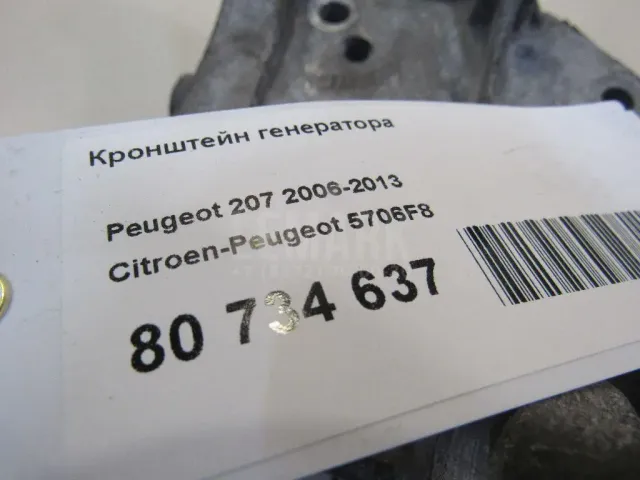 Кронштейн генератора
Peugeot 207 2006-2013
Citroen-Peugeot 5706F8
80 734 637